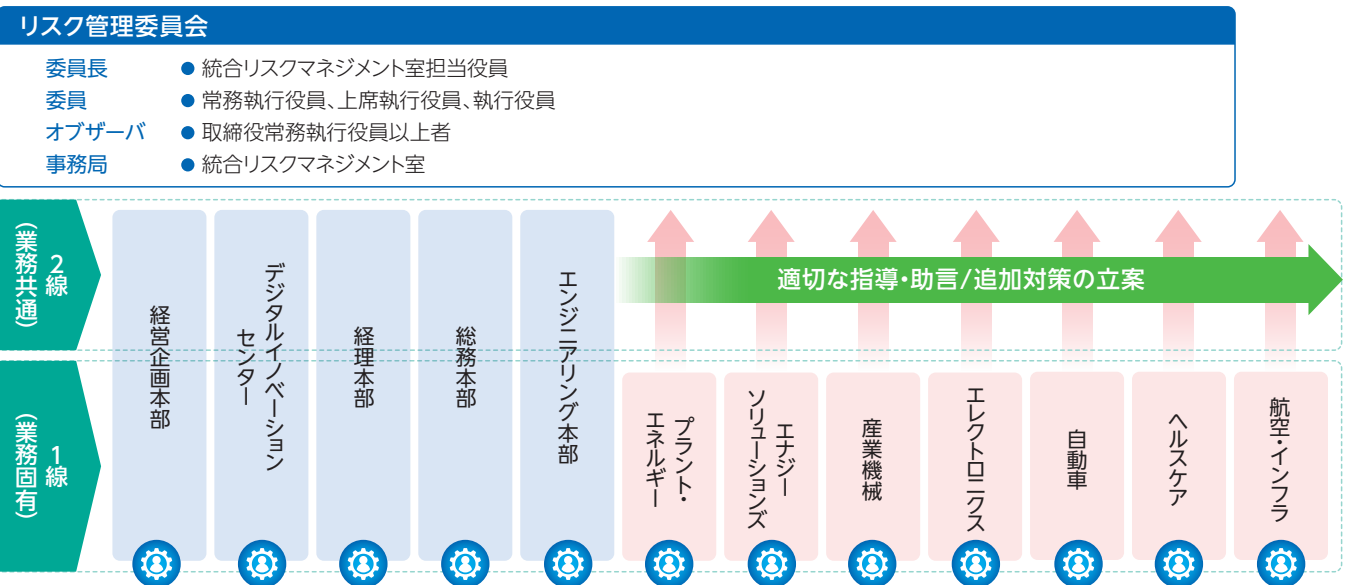 リスク管理委員会
委員長 ● 統合リスクマネジメント室担当役員
委員 ● 常務執行役員、上席執行役員、執行役員
オブザーバ ● 取締役常務執行役員以上者
事務局 ● 統合リスクマネジメント室
2線
(業務共通)
経営企画本部
デジタルイノベーション
センター
経理本部
総務本部
エンジニアリング本部
適切な指導・助言/追加対策の立案
1線
(業務固有)
プラント・
エネルギー
エナジー
ソリューションズ
産業機械
エレクトロニクス
自動車
ヘルスケア
航空・インフラ